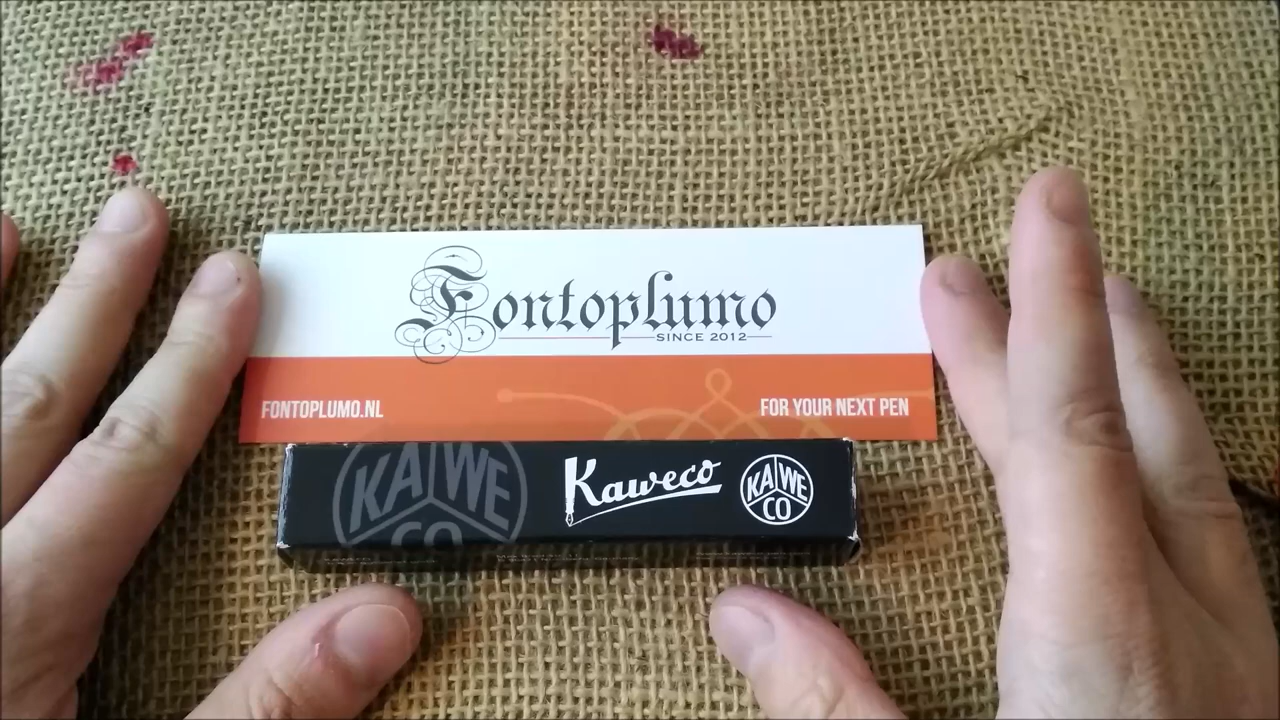 Fontoplumo
SINCE 2012
FONTOPLUMO.NL
FOR YOUR NEXT PEN
KA WE CO
Kaweco
KA WE CO